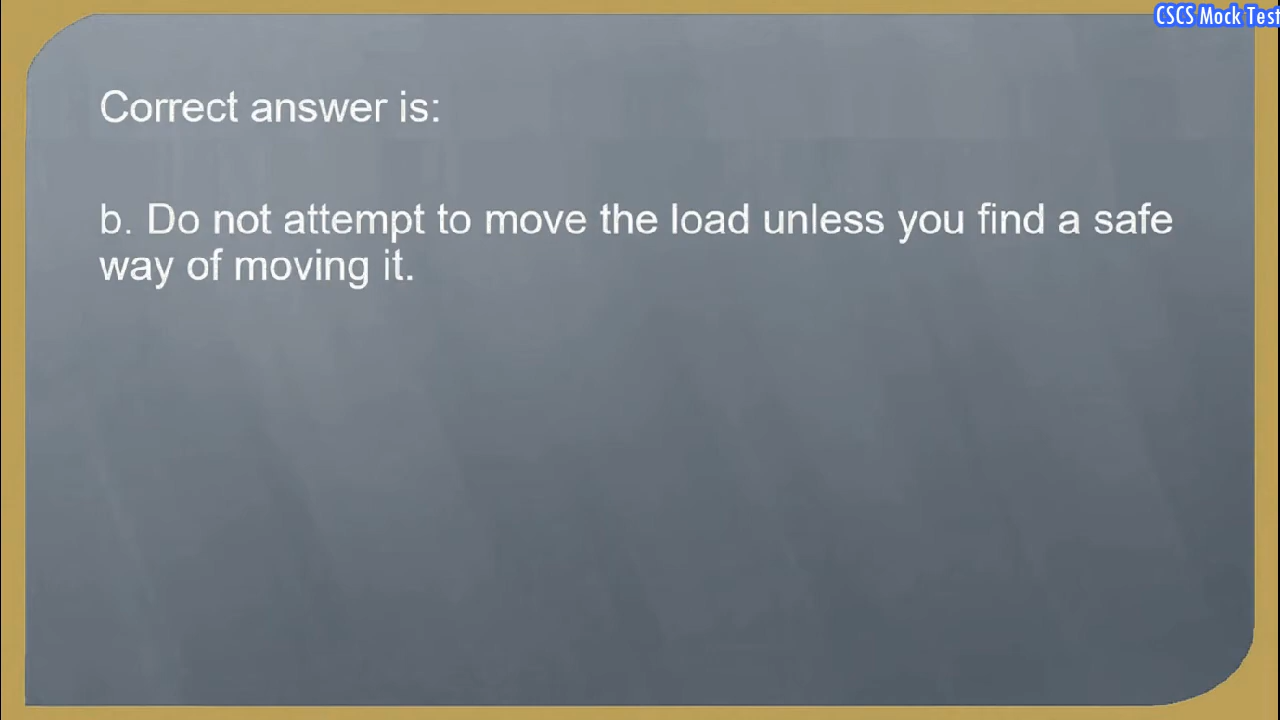 CSCS Mock Test
Correct answer is:
b. Do not attempt to move the load unless you find a safe
way of moving it.